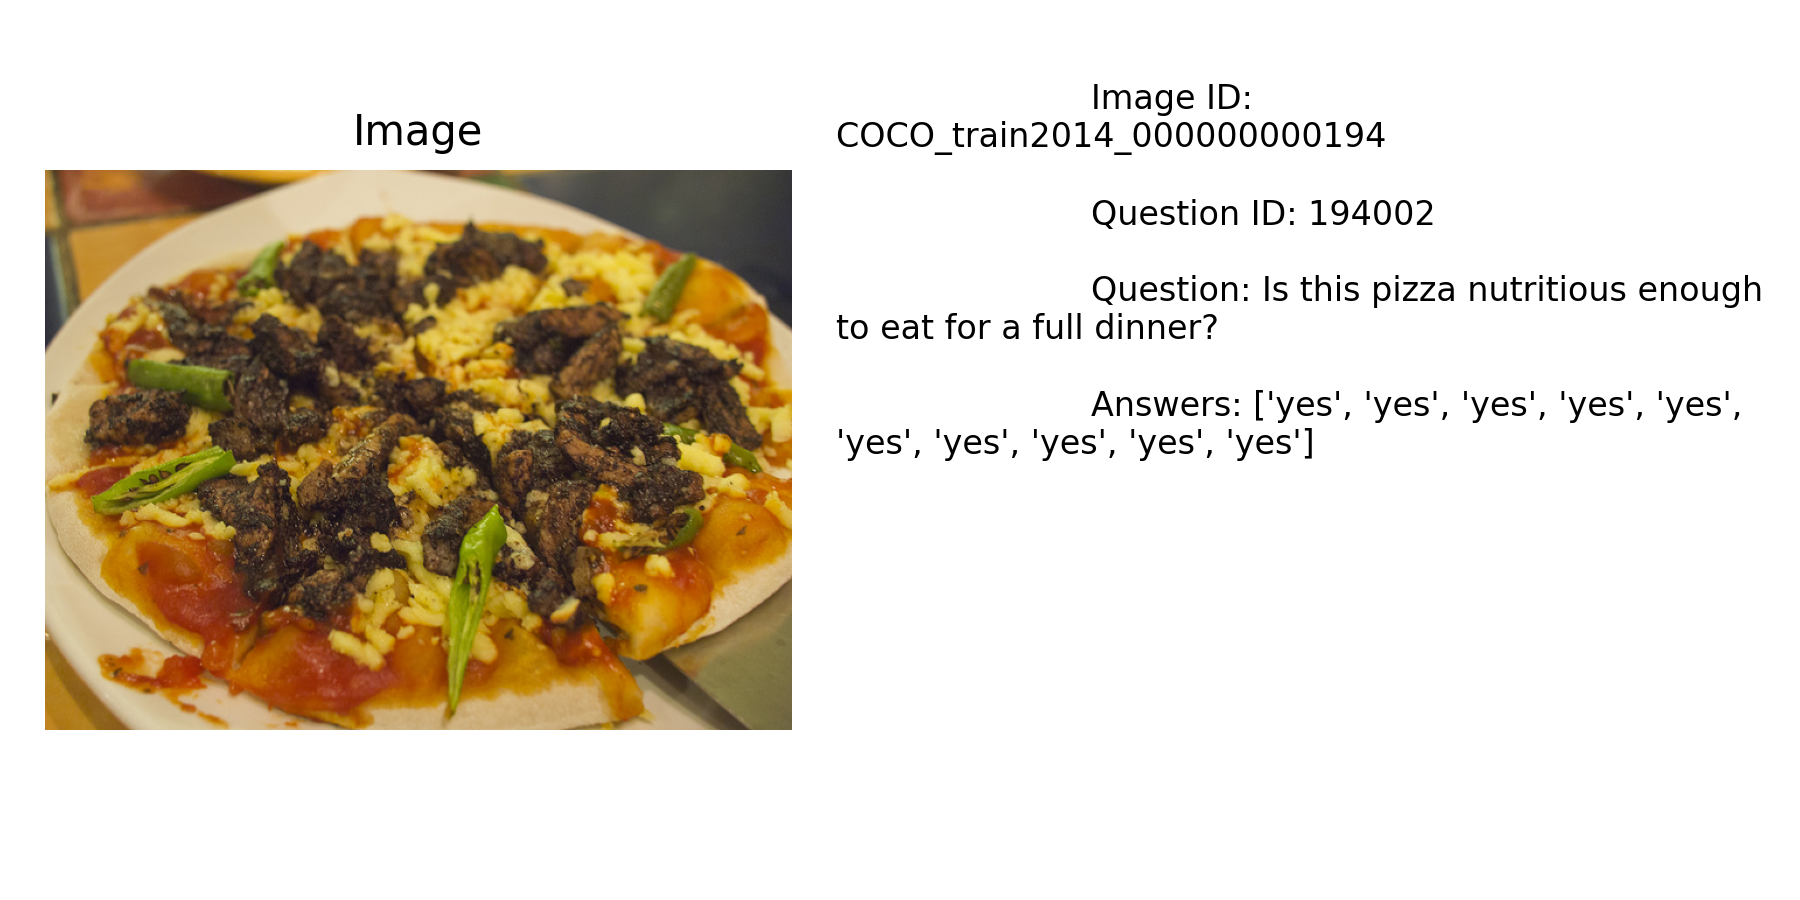 Image
Image ID:
COCO_train2014_000000000194
Question ID: 194002
Question: Is this pizza nutritious enough
to eat for a full dinner?
Answers: ['yes', 'yes', 'yes', 'yes', 'yes',
'yes', 'yes', 'yes', 'yes', 'yes']